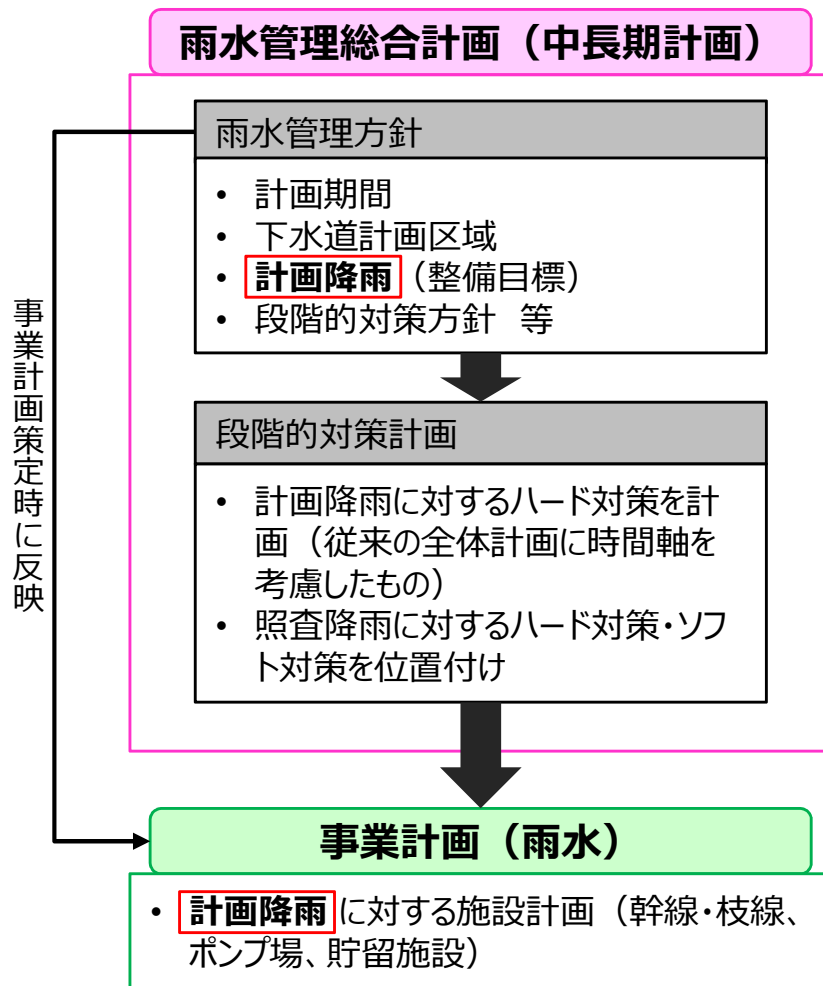 雨水管理総合計画（中長期計画）
雨水管理方針
• 計画期間
• 下水道計画区域
• 計画降雨（整備目標）
• 段階的対策方針 等
事業計画策定時に反映
段階的対策計画
• 計画降雨に対するハード対策を計
画（従来の全体計画に時間軸を
考慮したもの）
• 照査降雨に対するハード対策・ソフ
ト対策を位置付け
事業計画（雨水）
• 計画降雨に対する施設計画（幹線・枝線、
ポンプ場、貯留施設）